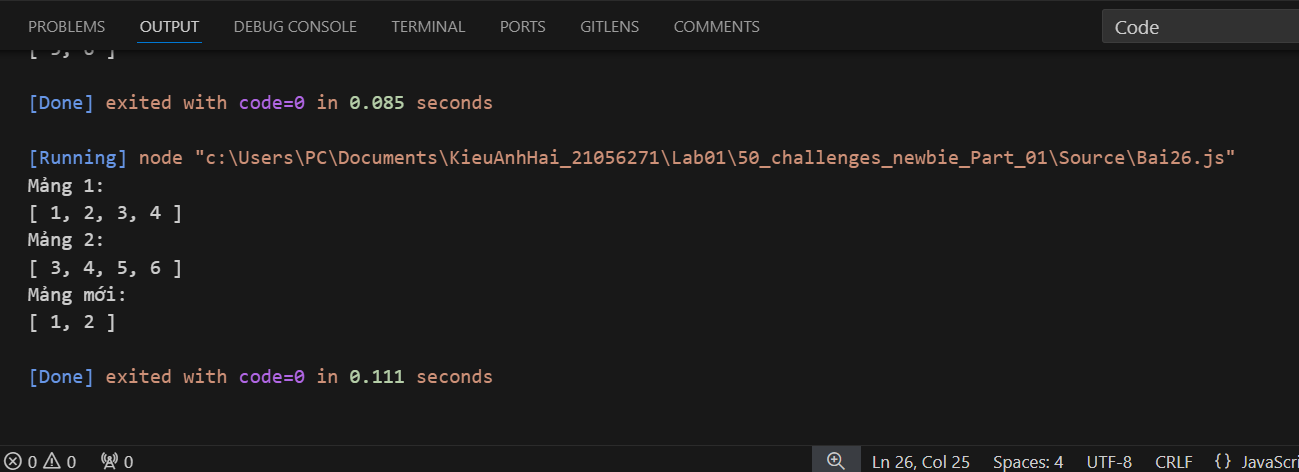 PROBLEMS OUTPUT DEBUG CONSOLE TERMINAL PORTS GITLENS COMMENTS Code
[Done] exited with code=0 in 0.085 seconds
[Running] node "c:\Users\PC\Documents\KieuAnhHai_21056271\Lab01\50_challenges_newbie_Part_01\Source\Bai26.js"
Mảng 1:
[ 1, 2, 3, 4 ]
Mảng 2:
[ 3, 4, 5, 6 ]
Mảng mới:
[ 1, 2 ]
[Done] exited with code=0 in 0.111 seconds
0 0 0 Ln 26, Col 25 Spaces: 4 UTF-8 CRLF {} JavaScri